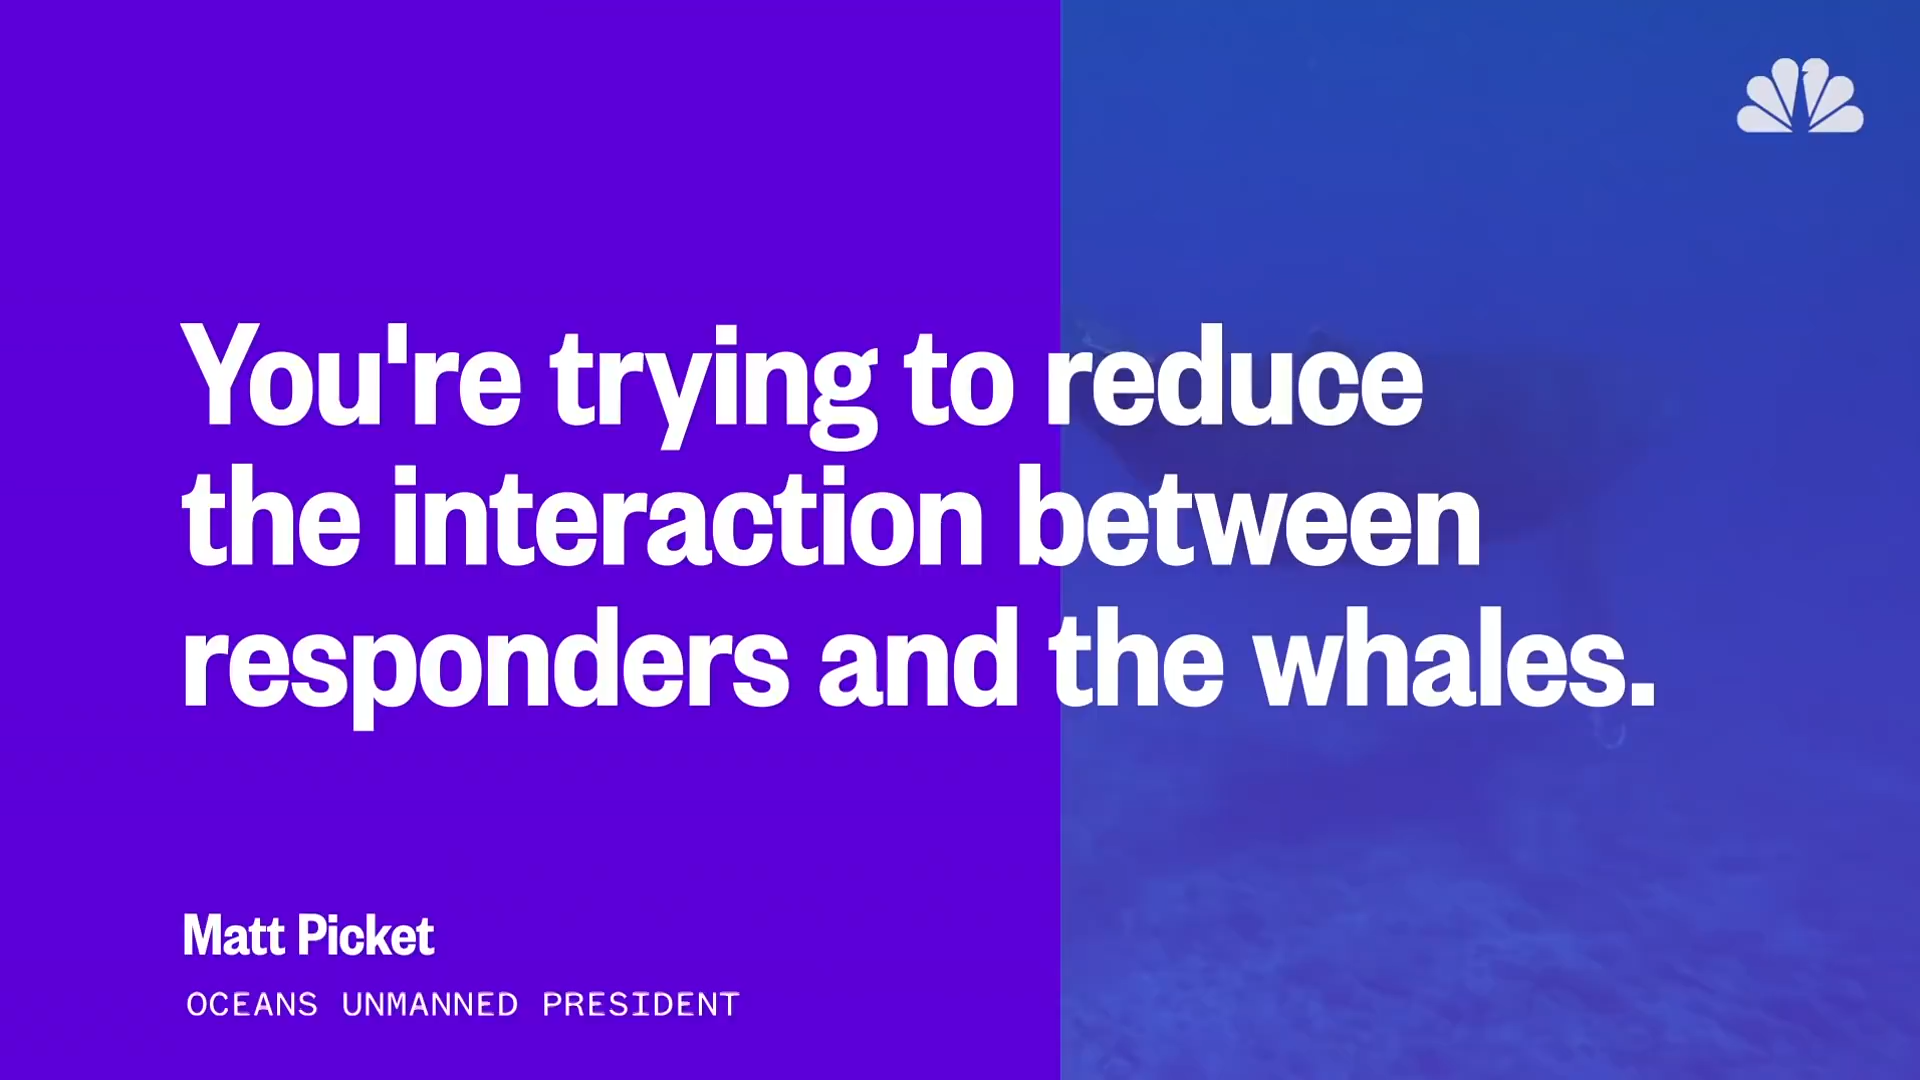 You're trying to reduce
the interaction between
responders and the whales.
Matt Picket
OCEANS UNMANNED PRESIDENT